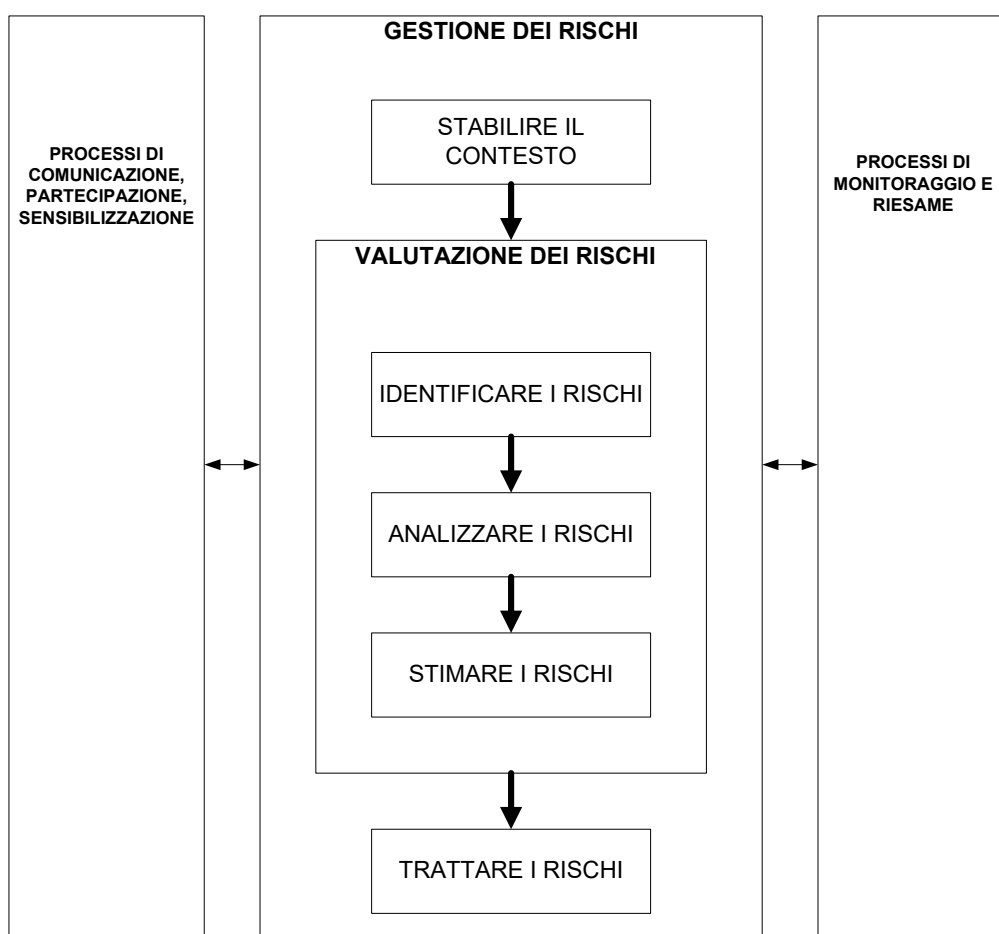 GESTIONE DEI RISCHI
PROCESSI DI
COMUNICAZIONE,
PARTECIPAZIONE,
SENSIBILIZZAZIONE
STABILIRE IL
CONTESTO
VALUTAZIONE DEI RISCHI
IDENTIFICARE I RISCHI
ANALIZZARE I RISCHI
STIMARE I RISCHI
TRATTARE I RISCHI
PROCESSI DI
MONITORAGGIO E
RIESAME